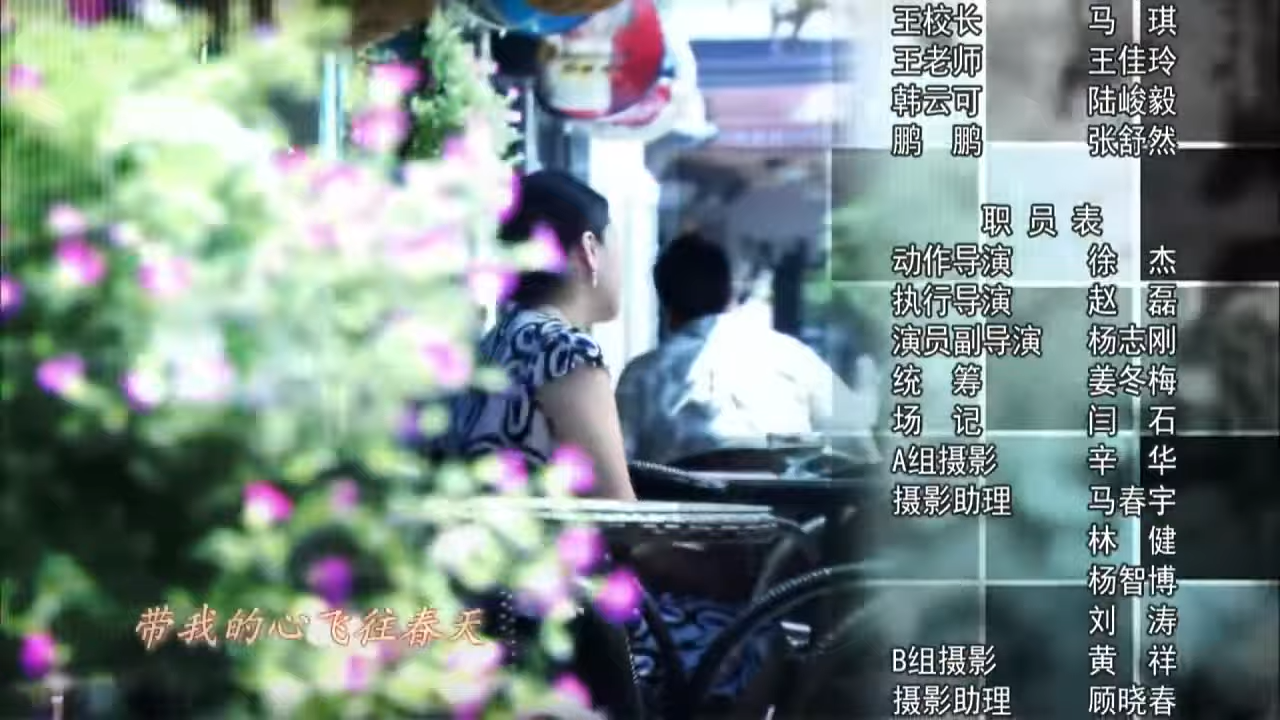 王校长 马 琪
王老师 王佳玲
韩云可 陆峻毅
鹏 鹏 张舒然
职 员 表
动作导演 徐 杰
执行导演 赵 磊
演员副导演 杨志刚
统 筹 姜冬梅
场 记 闫 石
A组摄影 辛 华
摄影助理 马春宇
林 健
杨智博
刘 涛
B组摄影 黄 祥
摄影助理 顾晓春
带我的心飞往春天